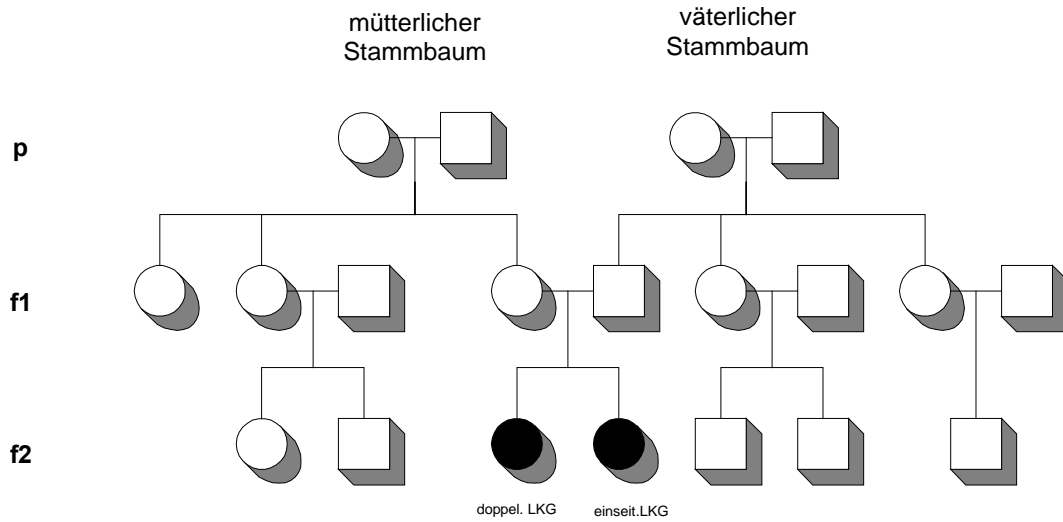 mütterlicher
Stammbaum
väterlicher
Stammbaum
p
f1
f2
doppel. LKG
einseit.LKG